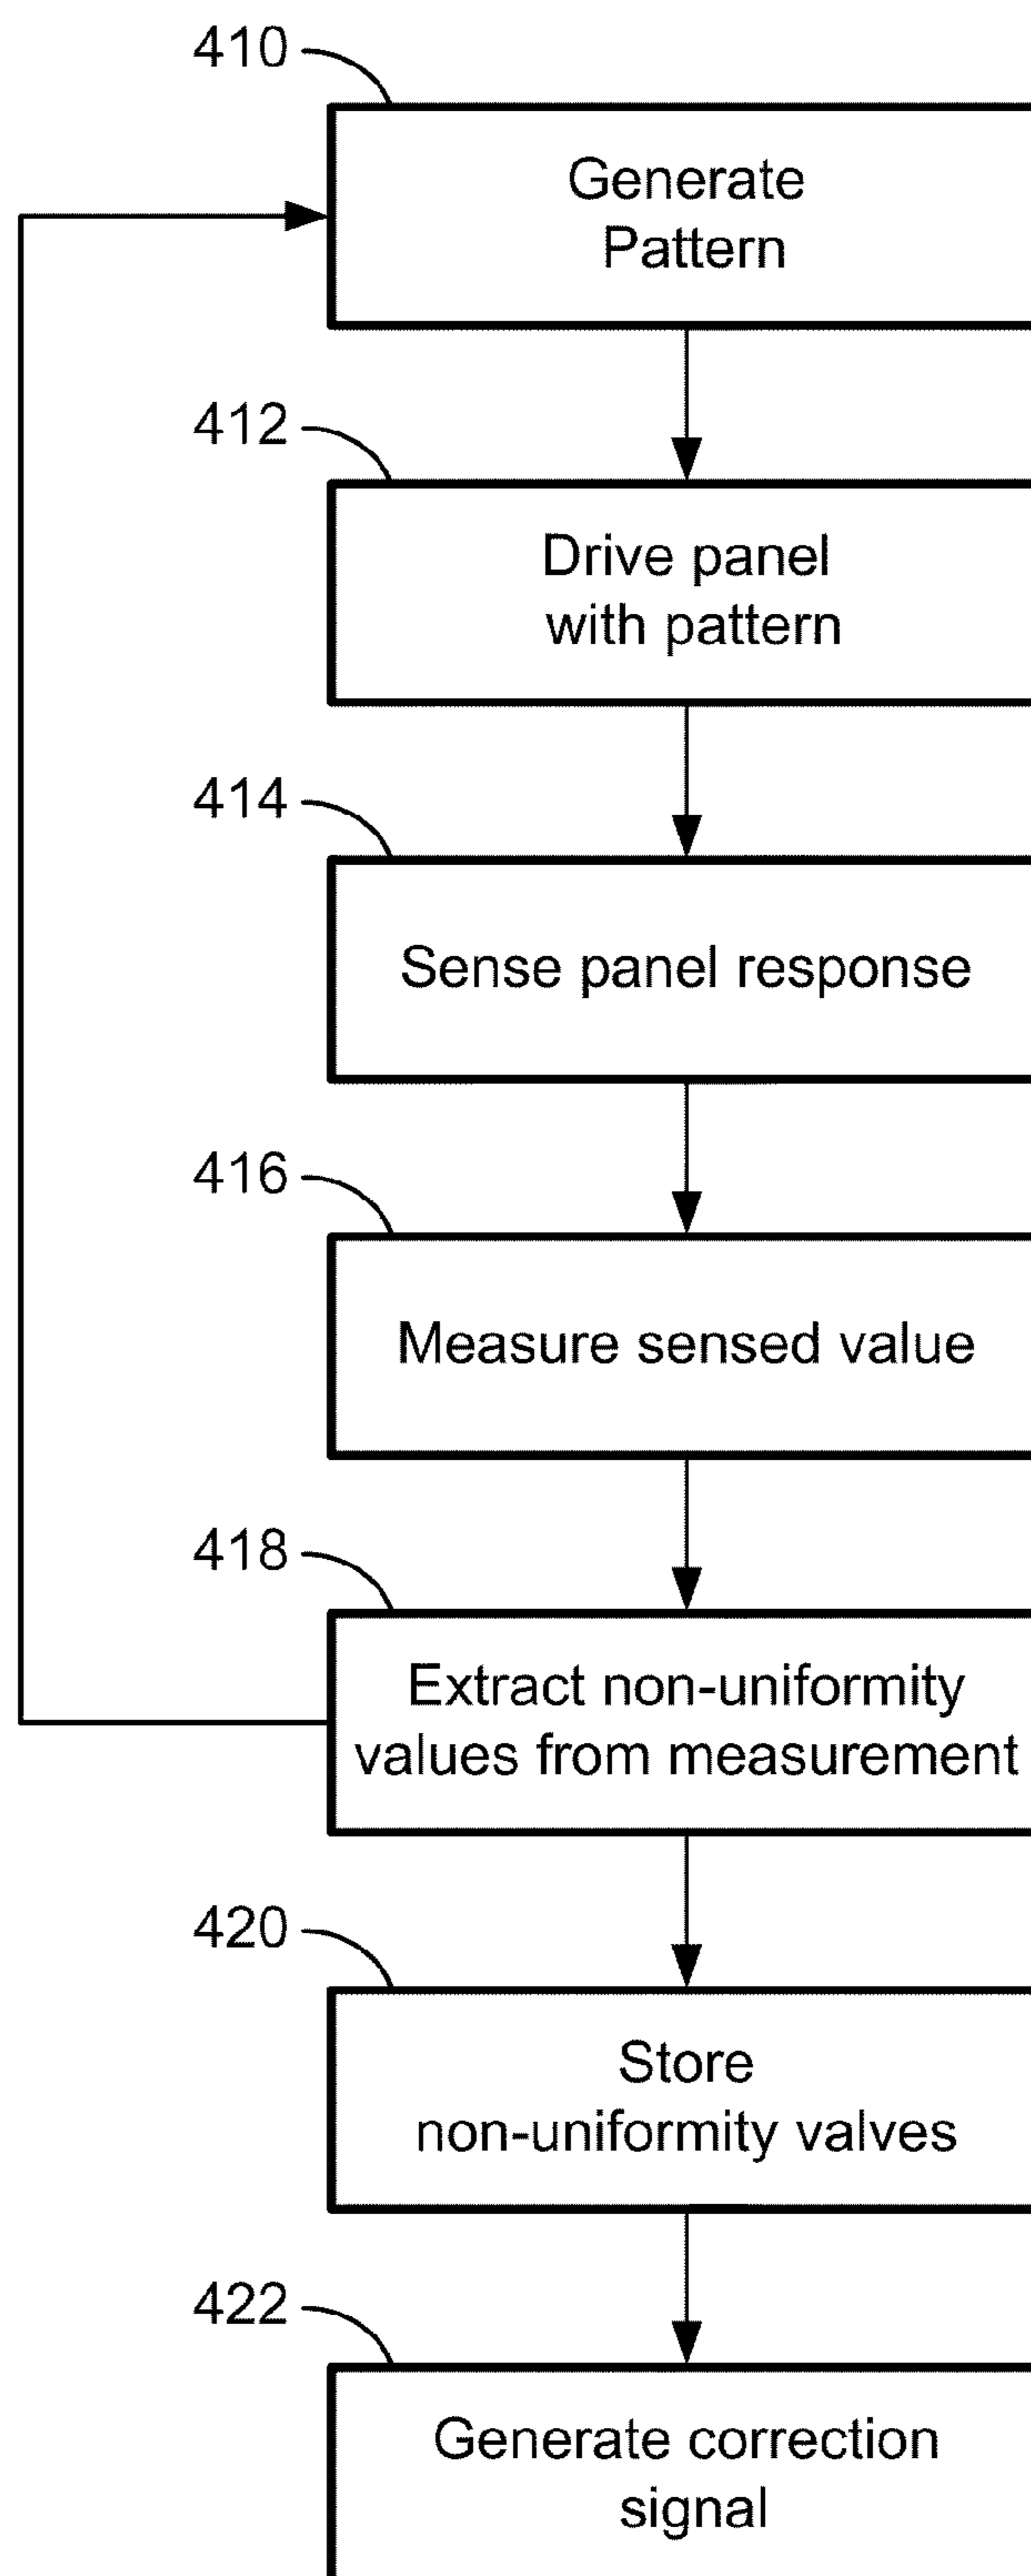 410
Generate
Pattern
412
Drive panel
with pattern
414
Sense panel response
416
Measure sensed value
418
Extract non-uniformity
values from measurement
420
Store
non-uniformity valves
422
Generate correction
signal